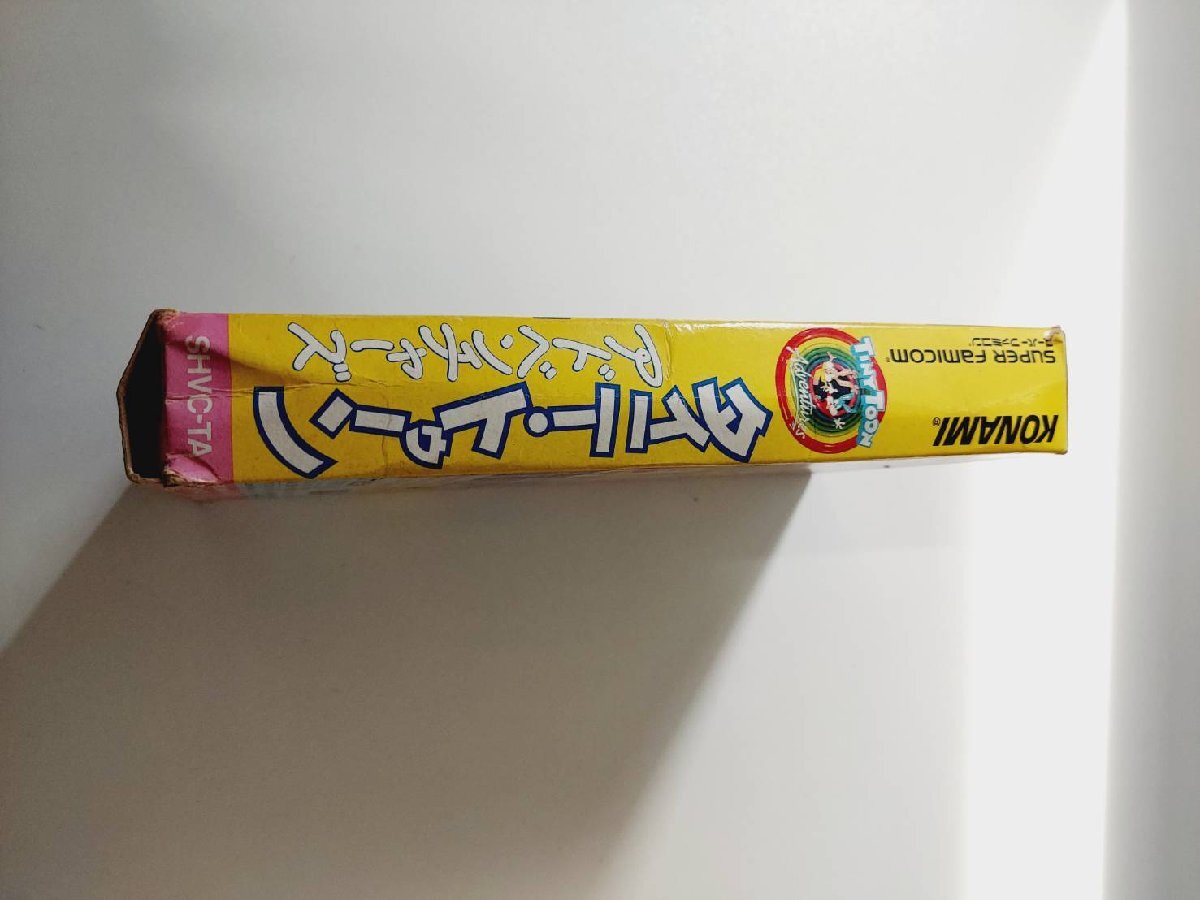 KONAMI®
SUPER FAMICOM®
スーパーファミコン®
TINY TOON
Adventures
タイニー・トゥーン
アドベンチャーズ
SHVC-TA